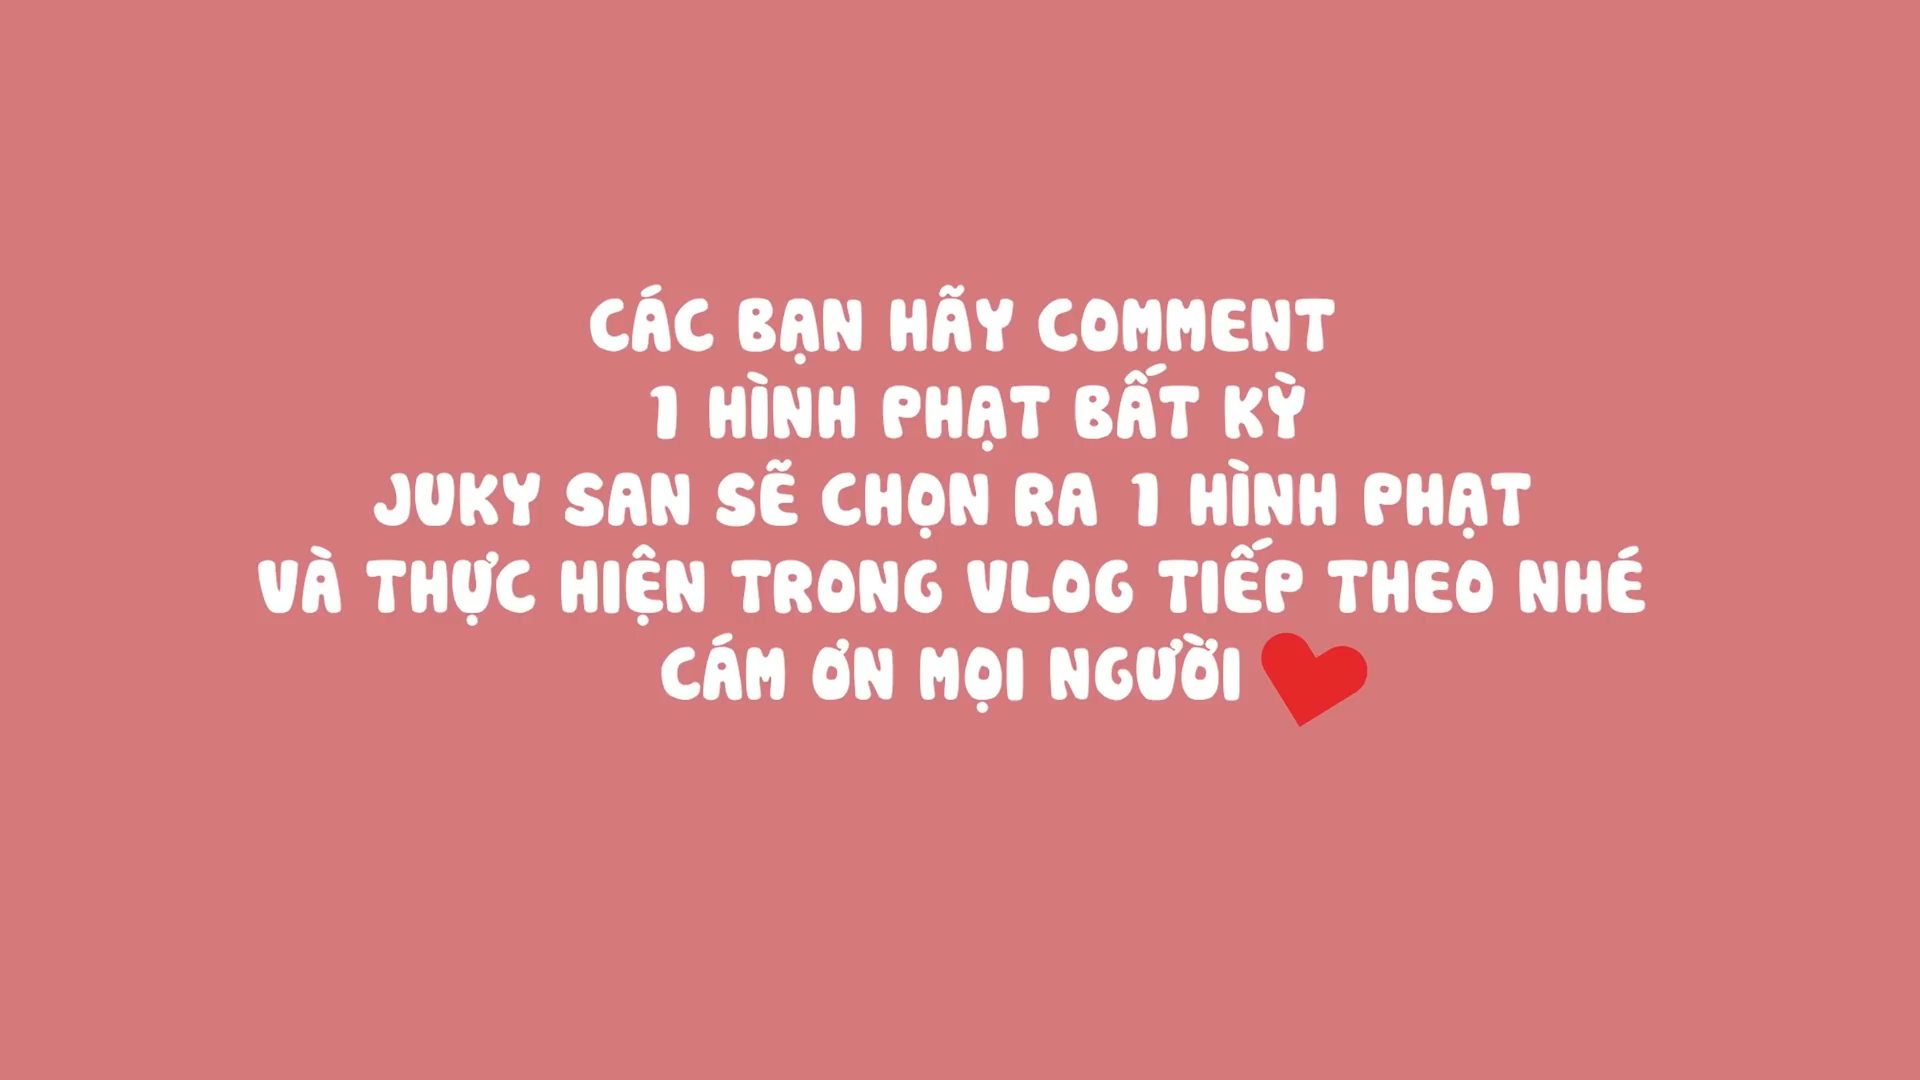 CÁC BẠN HÃY COMMENT
1 HÌNH PHẠT BẤT KỲ
JUKY SAN SẼ CHỌN RA 1 HÌNH PHẠT
VÀ THỰC HIỆN TRONG VLOG TIẾP THEO NHÉ
CÁM ƠN MỌI NGƯỜI